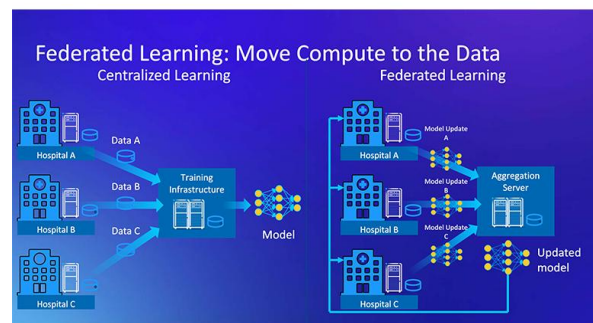 Federated Learning: Move Compute to the Data
Centralized Learning
Hospital A
Data A
Hospital B
Data B
Hospital C
Data C
Training
Infrastructure
Model
Federated Learning
Hospital A
Model Update
A
Hospital B
Model Update
B
Hospital C
Model Update
C
Aggregation
Server
Updated
model